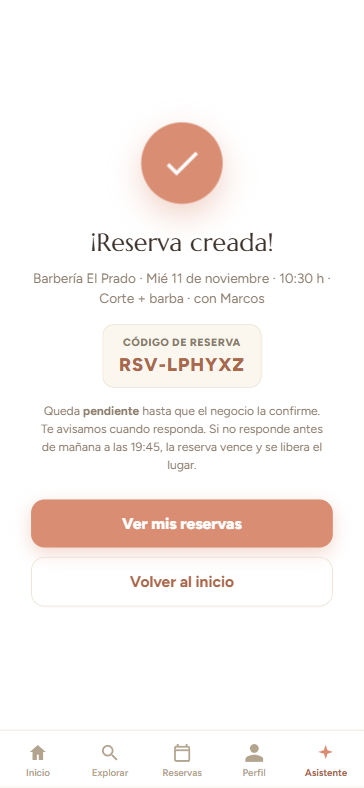 ¡Reserva creada!
Barbería El Prado · Mié 11 de noviembre · 10:30 h ·
Corte + barba · con Marcos
CÓDIGO DE RESERVA
RSV-LPHYXZ
Queda pendiente hasta que el negocio la confirme.
Te avisamos cuando responda. Si no responde antes
de mañana a las 19:45, la reserva vence y se libera el
lugar.
Ver mis reservas
Volver al inicio
Inicio
Explorar
Reservas
Perfil
Asistente